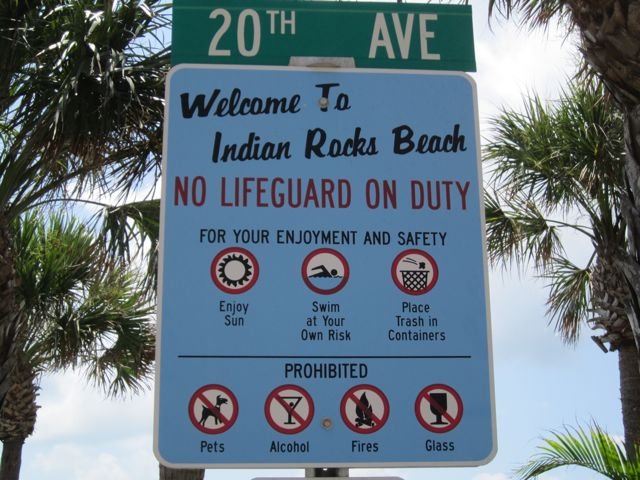 20TH AVE
Welcome To
Indian Rocks Beach
NO LIFEGUARD ON DUTY
FOR YOUR ENJOYMENT AND SAFETY
Enjoy
Sun
Swim
at Your
Own Risk
Place
Trash in
Containers
PROHIBITED
Pets
Alcohol
Fires
Glass